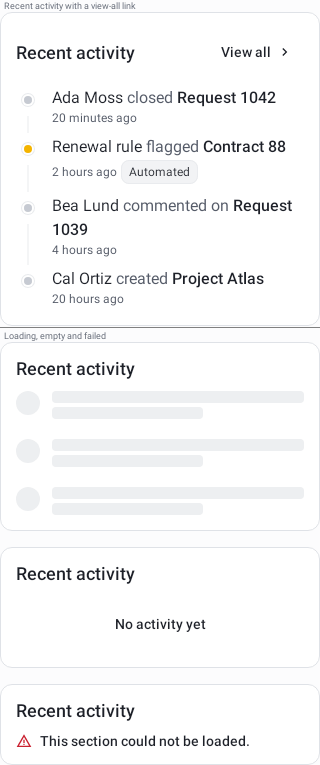 Recent activity with a view-all link
Recent activity
View all
Ada Moss closed Request 1042
20 minutes ago
Renewal rule flagged Contract 88
2 hours ago Automated
Bea Lund commented on Request
1039
4 hours ago
Cal Ortiz created Project Atlas
20 hours ago
Loading, empty and failed
Recent activity
Recent activity
No activity yet
Recent activity
This section could not be loaded.